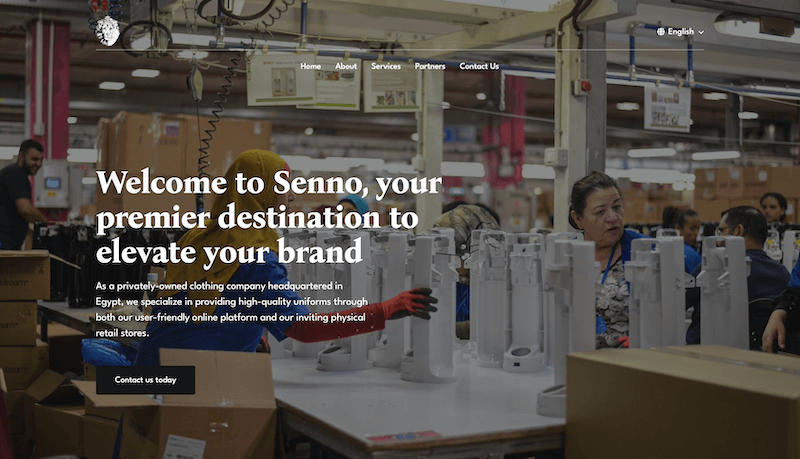 English
Home About Services Partners Contact Us
Welcome to Senno, your
premier destination to
elevate your brand
As a privately-owned clothing company headquartered in
Egypt, we specialize in providing high-quality uniforms through
both our user-friendly online platform and our inviting physical
retail stores.
Contact us today